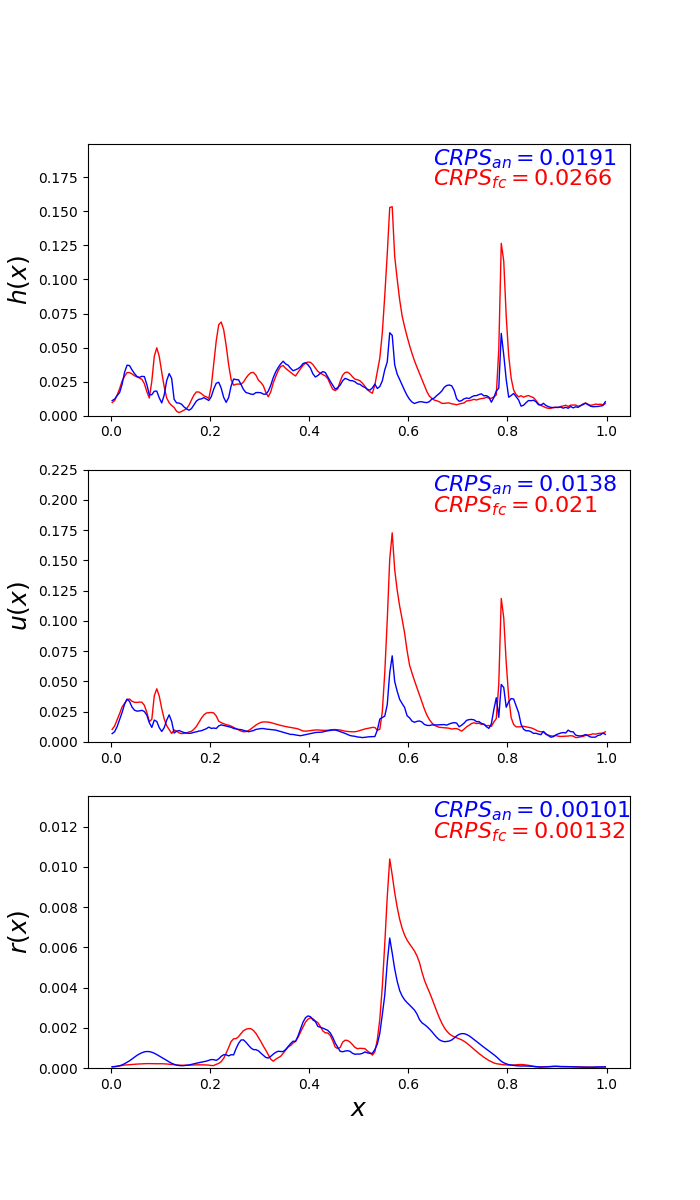 CRPS_an = 0.0191
CRPS_fc = 0.0266
h(x)
0.175
0.150
0.125
0.100
0.075
0.050
0.025
0.000
0.0 0.2 0.4 0.6 0.8 1.0
CRPS_an = 0.0138
CRPS_fc = 0.021
u(x)
0.225
0.200
0.175
0.150
0.125
0.100
0.075
0.050
0.025
0.000
0.0 0.2 0.4 0.6 0.8 1.0
CRPS_an = 0.00101
CRPS_fc = 0.00132
r(x)
0.012
0.010
0.008
0.006
0.004
0.002
0.000
0.0 0.2 0.4 0.6 0.8 1.0
x